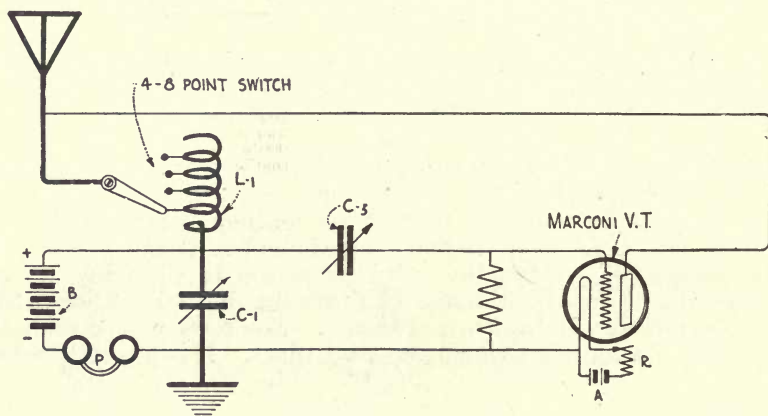 4-8 POINT SWITCH
L-1
C-3
MARCONI V.T.
+
B
-
C-1
P
R
A